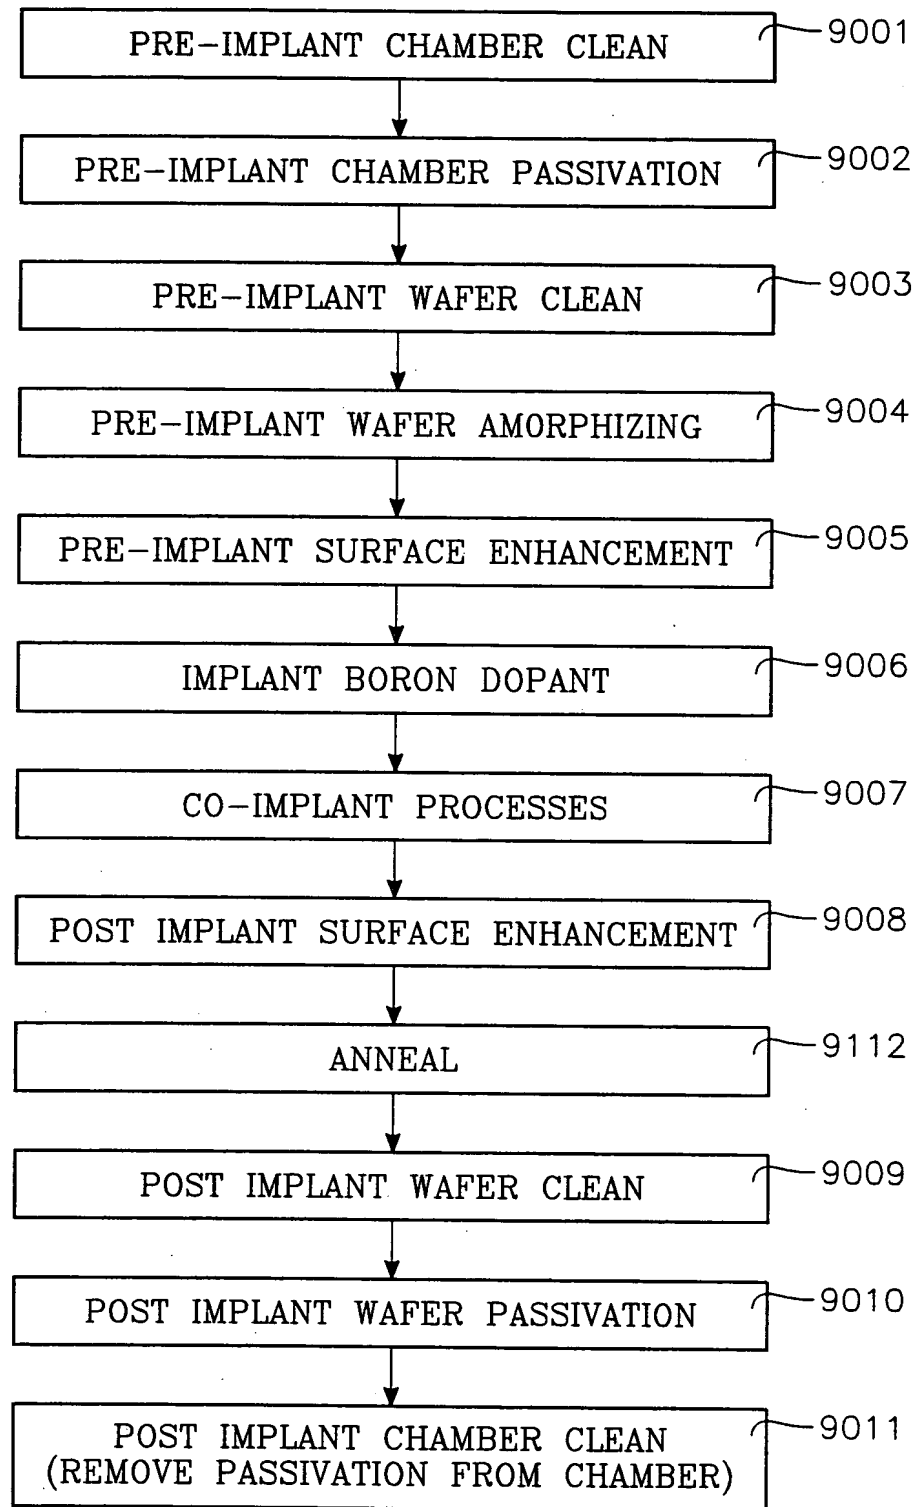 PRE-IMPLANT CHAMBER CLEAN 9001
PRE-IMPLANT CHAMBER PASSIVATION 9002
PRE-IMPLANT WAFER CLEAN 9003
PRE-IMPLANT WAFER AMORPHIZING 9004
PRE-IMPLANT SURFACE ENHANCEMENT 9005
IMPLANT BORON DOPANT 9006
CO-IMPLANT PROCESSES 9007
POST IMPLANT SURFACE ENHANCEMENT 9008
ANNEAL 9112
POST IMPLANT WAFER CLEAN 9009
POST IMPLANT WAFER PASSIVATION 9010
POST IMPLANT CHAMBER CLEAN 9011
(REMOVE PASSIVATION FROM CHAMBER)